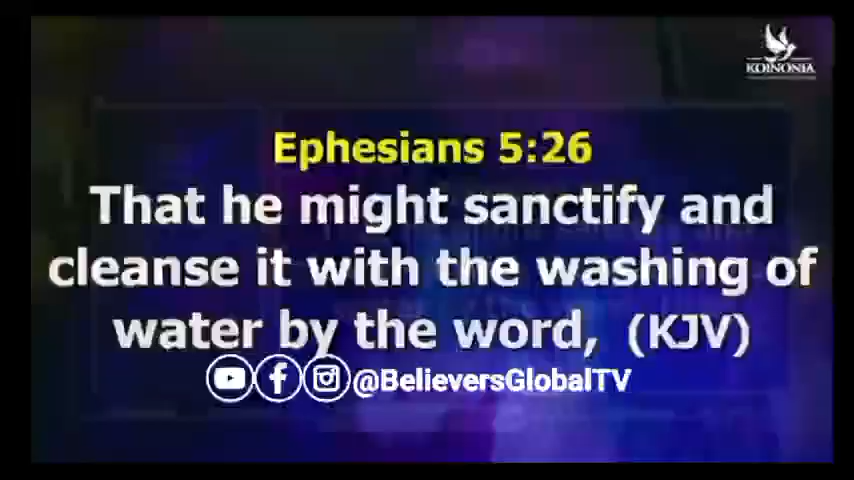 KOINONIA
Ephesians 5:26
That he might sanctify and
cleanse it with the washing of
water by the word, (KJV)
@BelieversGlobalTV